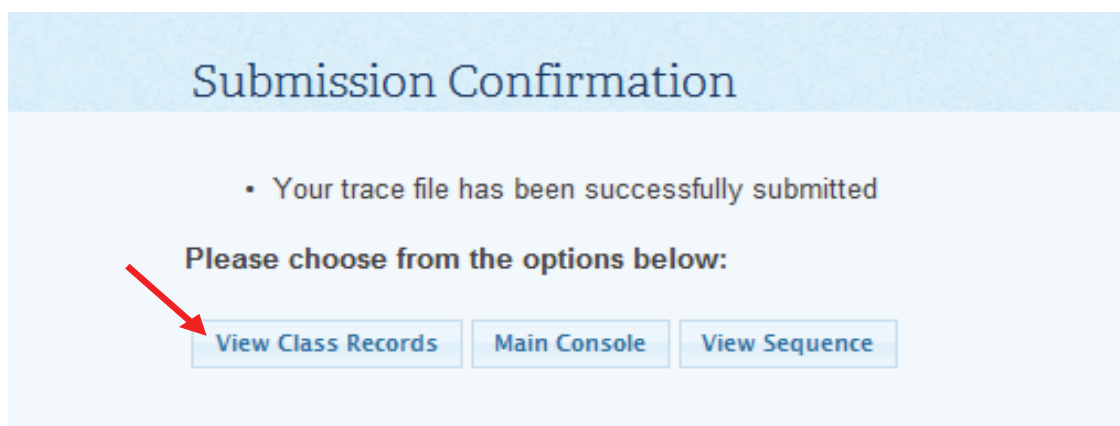 Submission Confirmation
• Your trace file has been successfully submitted
Please choose from the options below:
View Class Records Main Console View Sequence